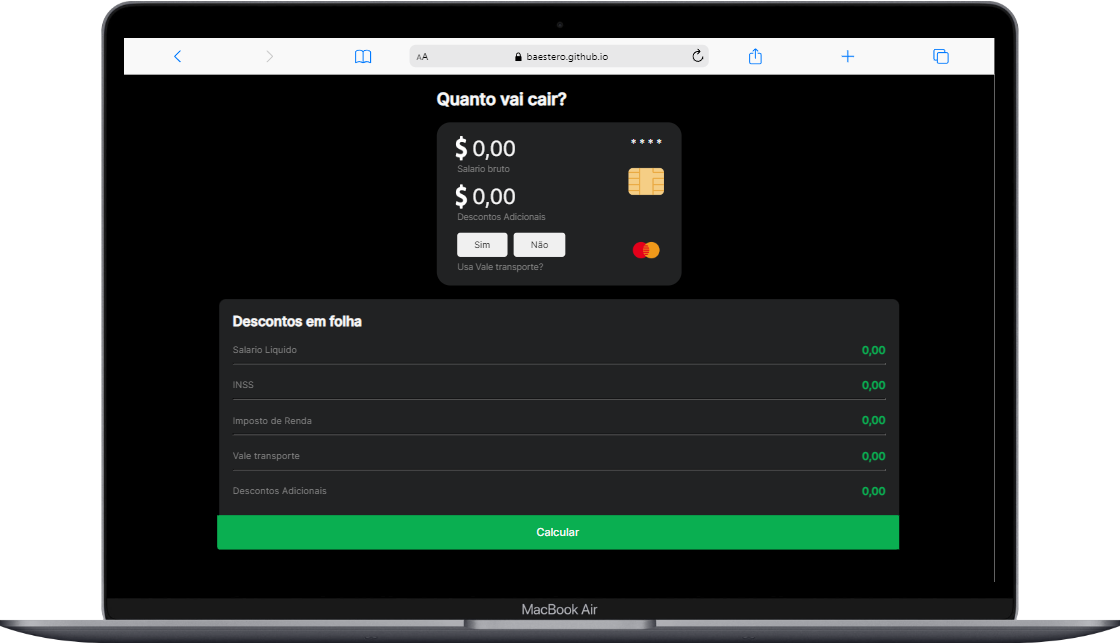 AA baestero.github.io
Quanto vai cair?
$ 0,00
****
Salario bruto
$ 0,00
Descontos Adicionais
Sim Não
Usa Vale transporte?
Descontos em folha
Salario Liquido 0,00
INSS 0,00
Imposto de Renda 0,00
Vale transporte 0,00
Descontos Adicionais 0,00
Calcular
MacBook Air